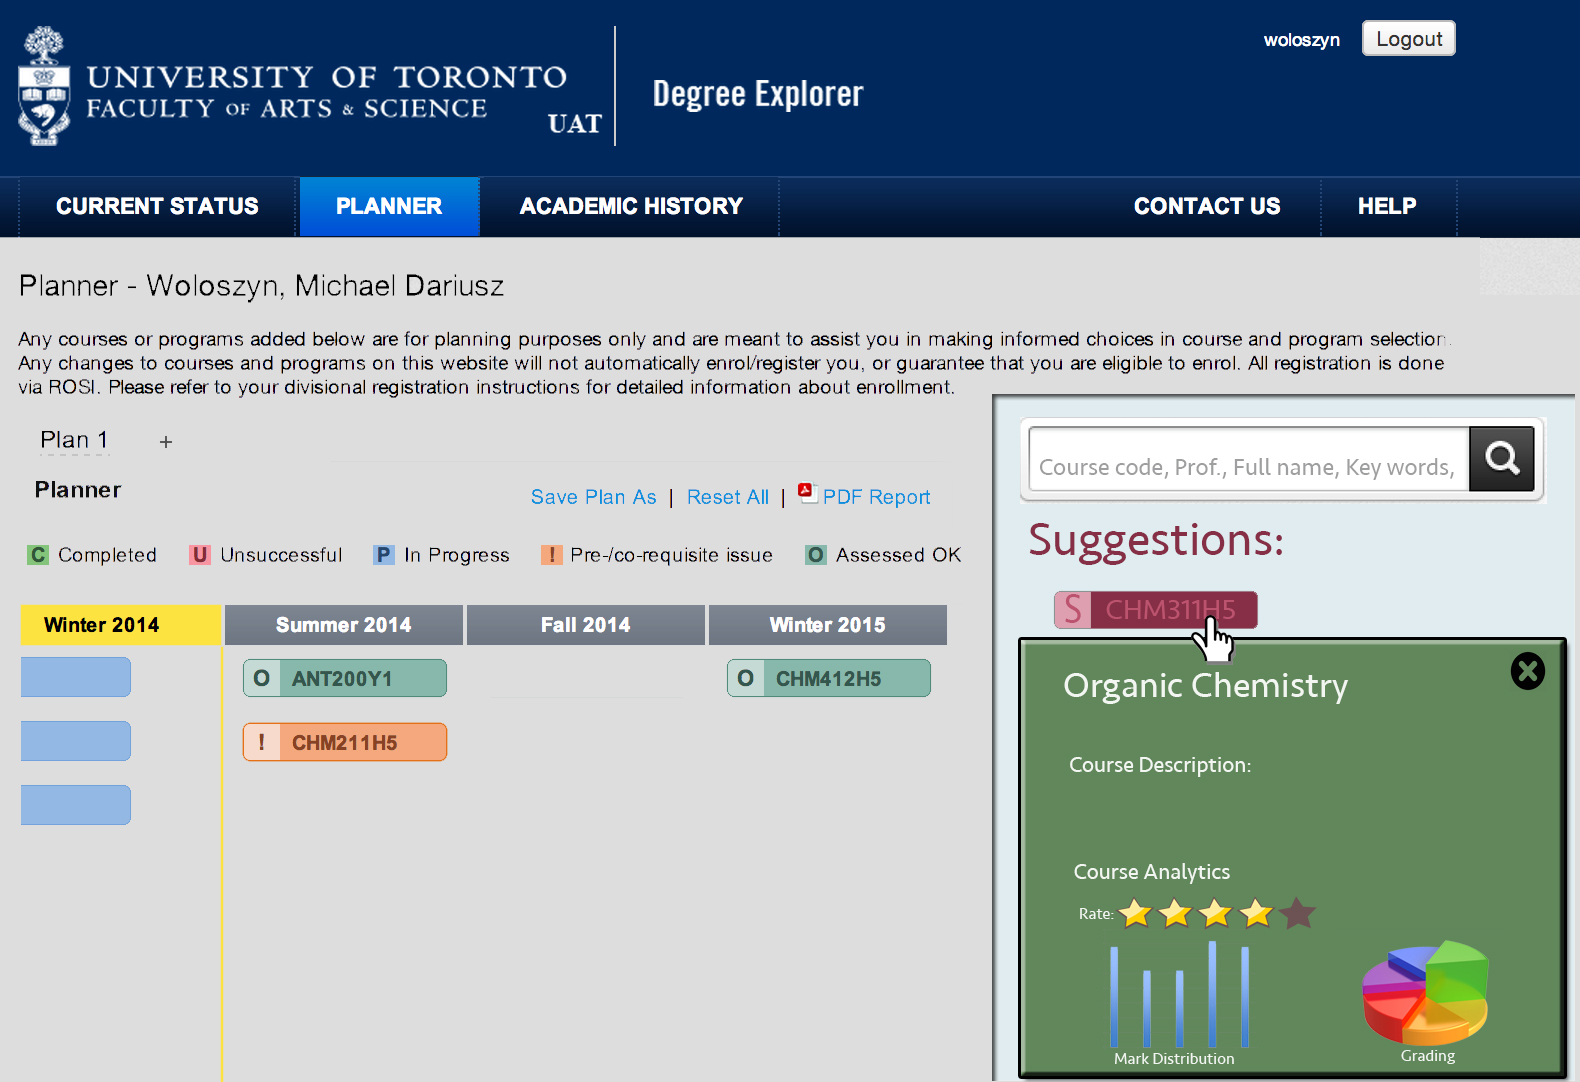 UNIVERSITY OF TORONTO
FACULTY OF ARTS & SCIENCE
UAT
Degree Explorer
woloszyn
Logout
CURRENT STATUS
PLANNER
ACADEMIC HISTORY
CONTACT US
HELP
Planner - Woloszyn, Michael Dariusz
Any courses or programs added below are for planning purposes only and are meant to assist you in making informed choices in course and program selection.
Any changes to courses and programs on this website will not automatically enrol/register you, or guarantee that you are eligible to enrol. All registration is done
via ROSI. Please refer to your divisional registration instructions for detailed information about enrollment.
Plan 1 +
Planner
Save Plan As | Reset All | PDF Report
C Completed
U Unsuccessful
P In Progress
! Pre-/co-requisite issue
O Assessed OK
Winter 2014
Summer 2014
Fall 2014
Winter 2015
O ANT200Y1
O CHM412H5
! CHM211H5
Course code, Prof., Full name, Key words,
Suggestions:
S CHM311H5
Organic Chemistry
Course Description:
Course Analytics
Rate:
Mark Distribution
Grading